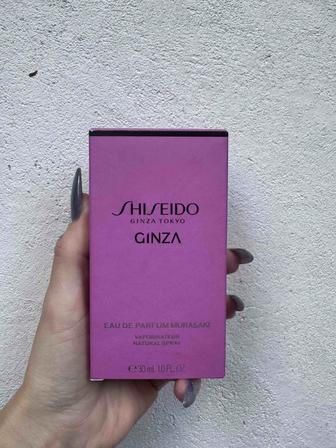 SHISEIDO
GINZA TOKYO
GINZA
EAU DE PARFUM MURASAKI
VAPORISATEUR
NATURAL SPRAY
℮ 30 mL 1.0 FL. OZ.